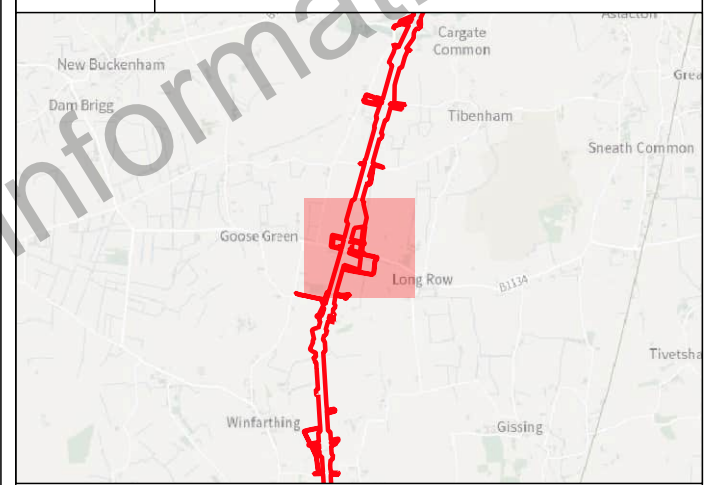 Aslacton
Cargate
Common
New Buckenham
Grea
Dam Brigg
Tibenham
Sneath Common
Informati
Goose Green
Long Row
B1134
Tivetsha
Winfarthing
Gissing